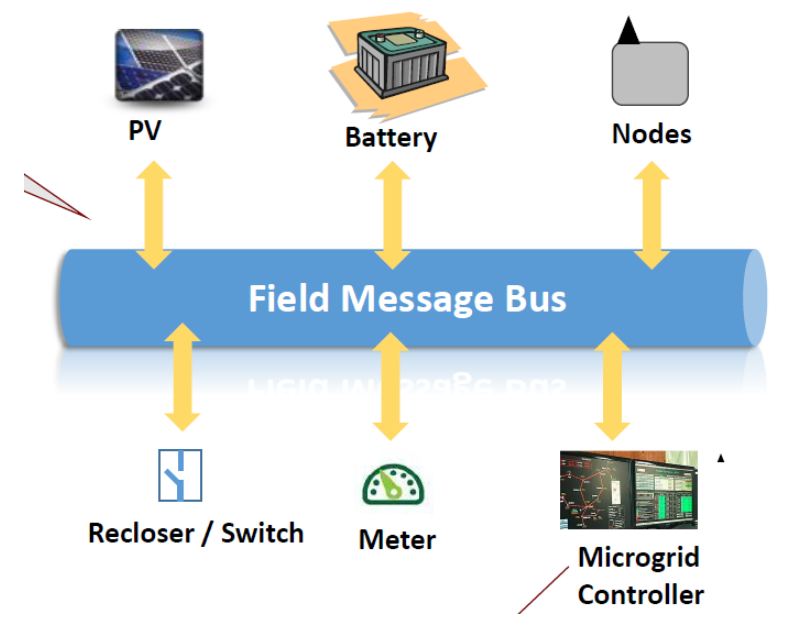 PV
Battery
Nodes
Field Message Bus
Recloser / Switch
Meter
Microgrid
Controller